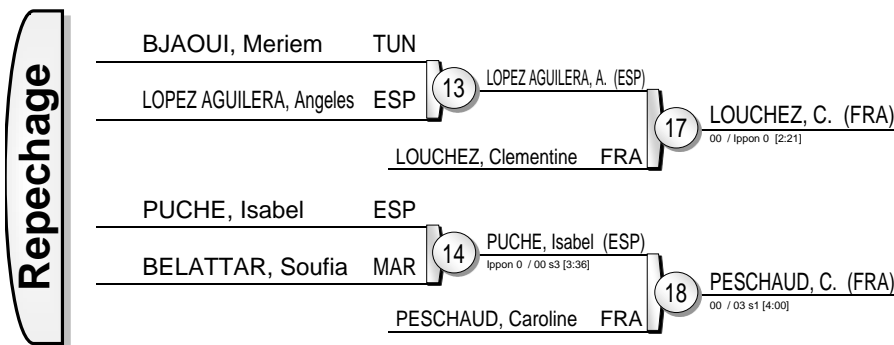 Repechage
BJAOUI, Meriem TUN
LOPEZ AGUILERA, Angeles ESP
13
LOPEZ AGUILERA, A. (ESP)
LOUCHEZ, Clementine FRA
17
LOUCHEZ, C. (FRA)
00 / Ippon 0 [2:21]
PUCHE, Isabel ESP
BELATTAR, Soufia MAR
14
PUCHE, Isabel (ESP)
Ippon 0 / 00 s3 [3:36]
PESCHAUD, Caroline FRA
18
PESCHAUD, C. (FRA)
00 / 03 s1 [4:00]